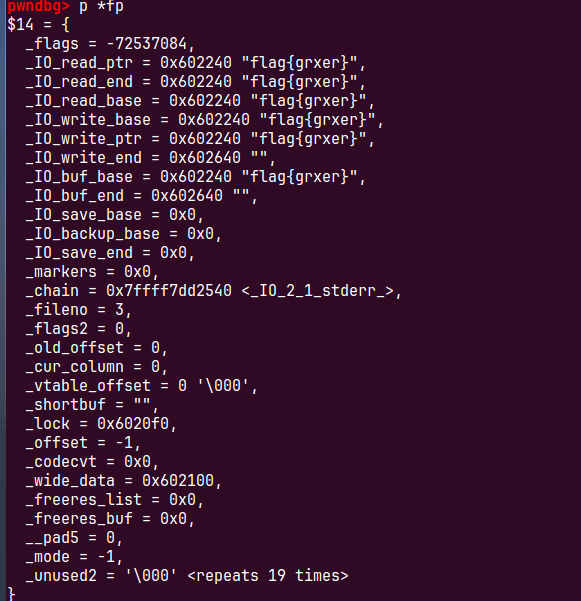 pwndbg> p *fp
$14 = {
  _flags = -72537084,
  _IO_read_ptr = 0x602240 "flag{grxer}",
  _IO_read_end = 0x602240 "flag{grxer}",
  _IO_read_base = 0x602240 "flag{grxer}",
  _IO_write_base = 0x602240 "flag{grxer}",
  _IO_write_ptr = 0x602240 "flag{grxer}",
  _IO_write_end = 0x602640 "",
  _IO_buf_base = 0x602240 "flag{grxer}",
  _IO_buf_end = 0x602640 "",
  _IO_save_base = 0x0,
  _IO_backup_base = 0x0,
  _IO_save_end = 0x0,
  _markers = 0x0,
  _chain = 0x7ffff7dd2540 <_IO_2_1_stderr_>,
  _fileno = 3,
  _flags2 = 0,
  _old_offset = 0,
  _cur_column = 0,
  _vtable_offset = 0 '\000',
  _shortbuf = "",
  _lock = 0x6020f0,
  _offset = -1,
  _codecvt = 0x0,
  _wide_data = 0x602100,
  _freeres_list = 0x0,
  _freeres_buf = 0x0,
  __pad5 = 0,
  _mode = -1,
  _unused2 = '\000' <repeats 19 times>
}